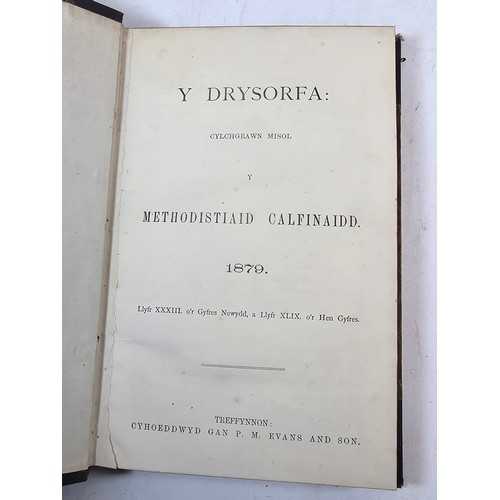 Y DRYSORFA:
CYLCHGRAWN MISOL
Y
METHODISTIAID CALFINAIDD.
1879.
Llyfr XXXIII. o'r Gyfres Newydd, a Llyfr XLIX. o'r Hen Gyfres.
TREFFYNNON:
CYHOEDDWYD GAN P. M. EVANS AND SON.